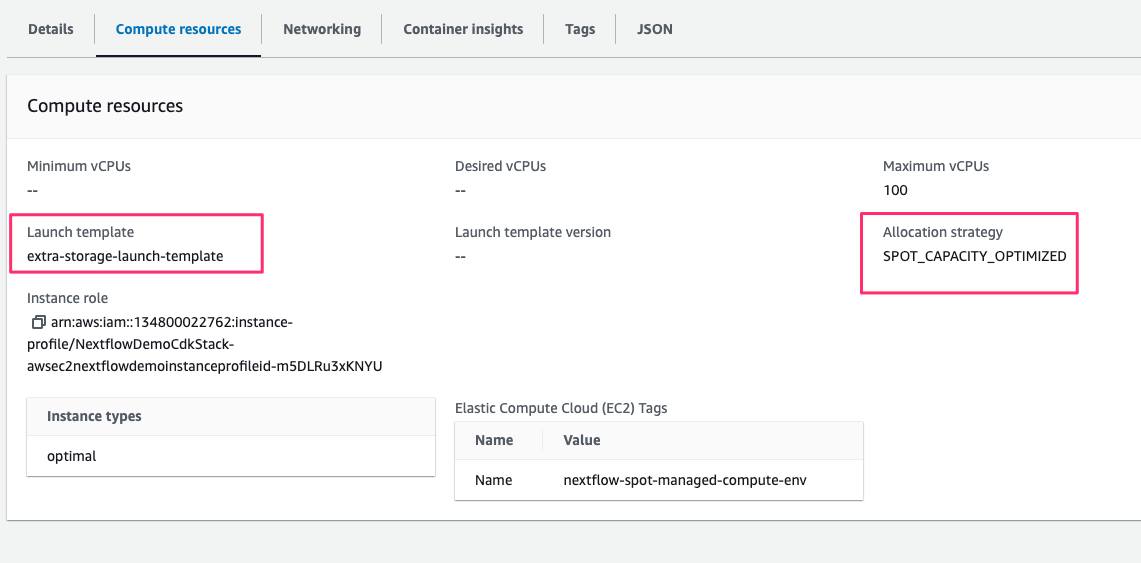 Details
Compute resources
Networking
Container insights
Tags
JSON
Compute resources
Minimum vCPUs
--
Desired vCPUs
--
Maximum vCPUs
100
Launch template
extra-storage-launch-template
Launch template version
--
Allocation strategy
SPOT_CAPACITY_OPTIMIZED
Instance role
arn:aws:iam::134800022762:instance-
profile/NextflowDemoCdkStack-
awsec2nextflowdemoinstanceprofileid-m5DLRu3xKNYU
Instance types
optimal
Elastic Compute Cloud (EC2) Tags
Name Value
Name nextflow-spot-managed-compute-env